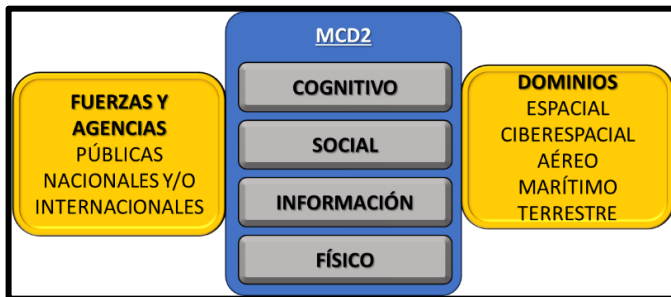 FUERZAS Y
AGENCIAS
PÚBLICAS
NACIONALES Y/O
INTERNACIONALES
MCD2
COGNITIVO
SOCIAL
INFORMACIÓN
FÍSICO
DOMINIOS
ESPACIAL
CIBERESPACIAL
AÉREO
MARÍTIMO
TERRESTRE